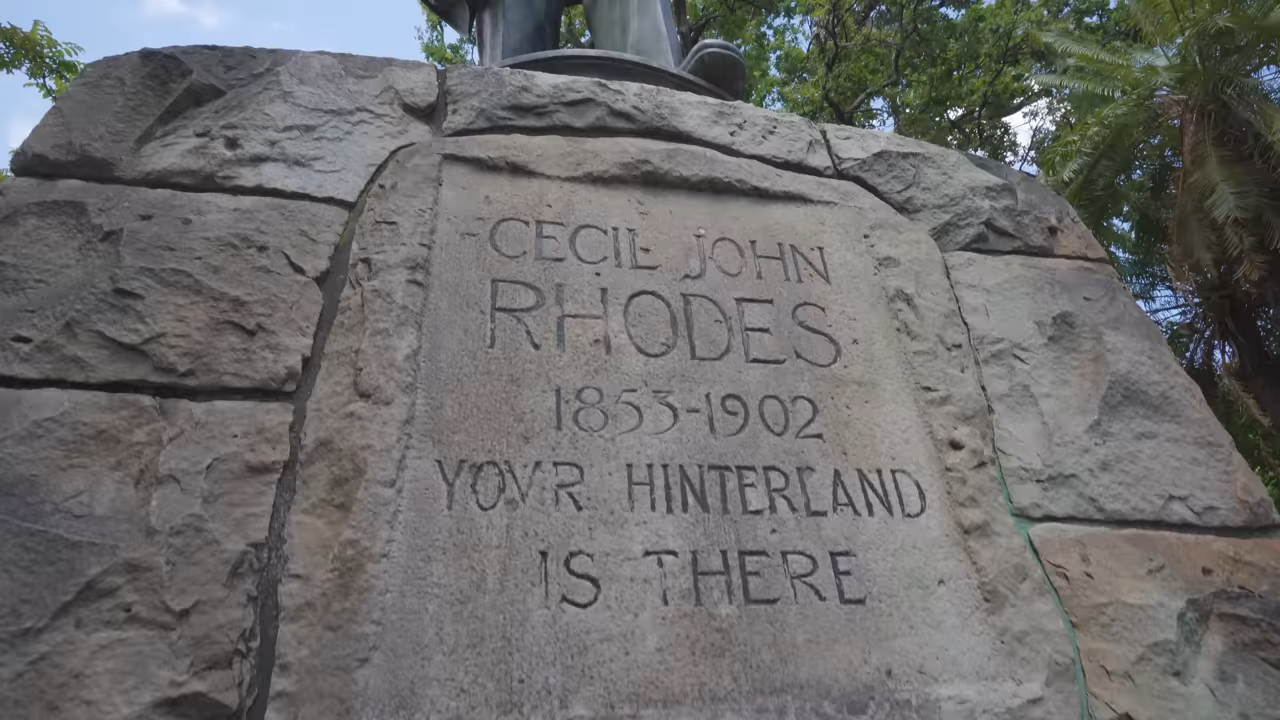 CECIL JOHN
RHODES
1853-1902
YOVR HINTERLAND
IS THERE